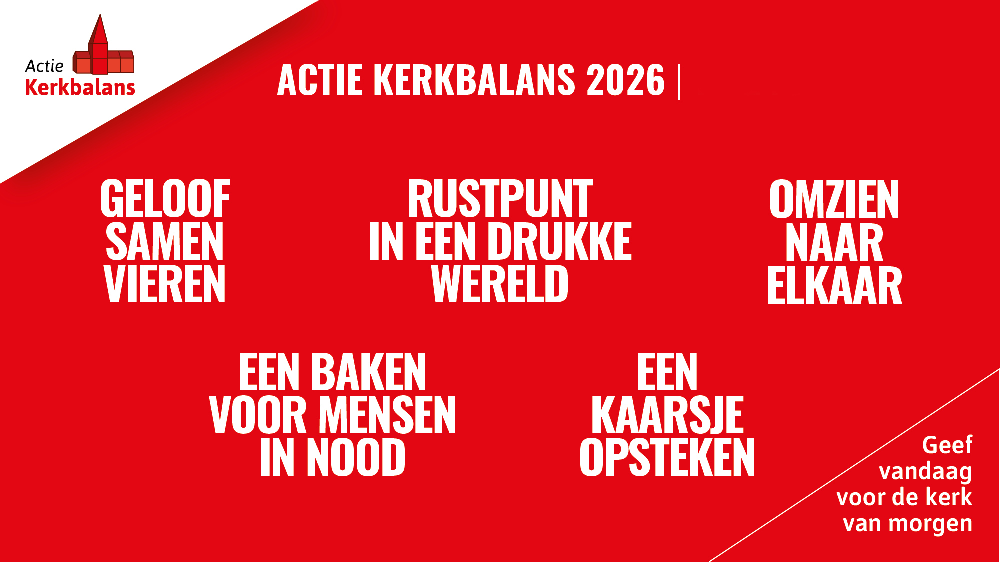 Actie
Kerkbalans
ACTIE KERKBALANS 2026 |
GELOOF
SAMEN
VIEREN
RUSTPUNT
IN EEN DRUKKE
WERELD
OMZIEN
NAAR
ELKAAR
EEN BAKEN
VOOR MENSEN
IN NOOD
EEN
KAARSJE
OPSTEKEN
Geef
vandaag
voor de kerk
van morgen